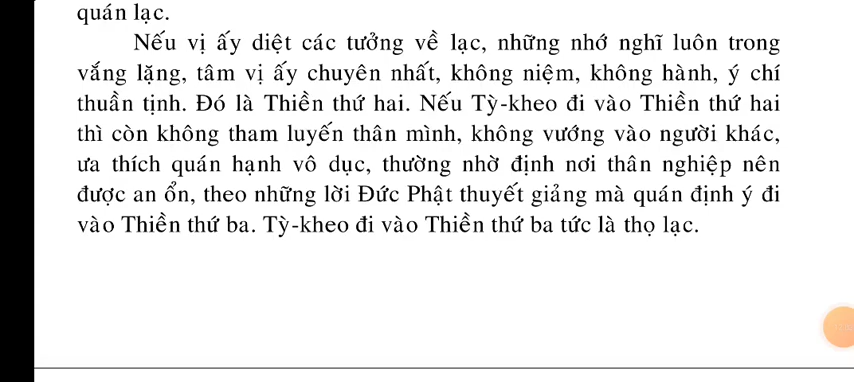 quán lạc.
Nếu vị ấy diệt các tưởng về lạc, những nhớ nghĩ luôn trong
vắng lặng, tâm vị ấy chuyên nhất, không niệm, không hành, ý chí
thuần tịnh. Đó là Thiền thứ hai. Nếu Tỳ-kheo đi vào Thiền thứ hai
thì còn không tham luyến thân mình, không vướng vào người khác,
ưa thích quán hạnh vô dục, thường nhờ định nơi thân nghiệp nên
được an ổn, theo những lời Đức Phật thuyết giảng mà quán định ý đi
vào Thiền thứ ba. Tỳ-kheo đi vào Thiền thứ ba tức là thọ lạc.